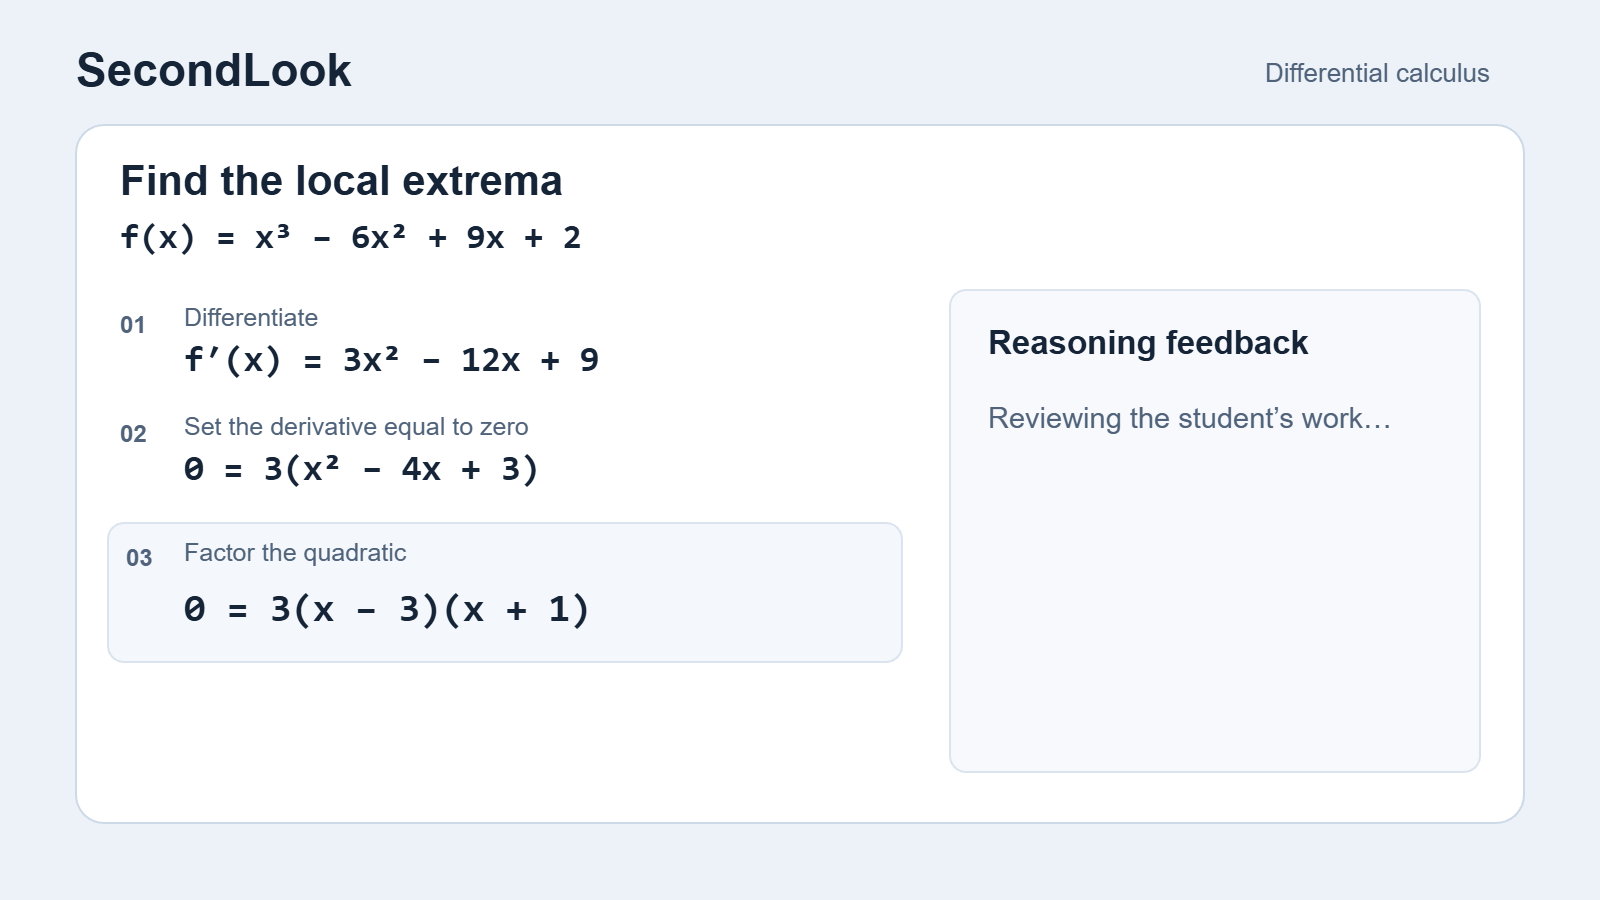 SecondLook
Differential calculus
Find the local extrema
f(x) = x³ − 6x² + 9x + 2
01
Differentiate
f′(x) = 3x² − 12x + 9
02
Set the derivative equal to zero
0 = 3(x² − 4x + 3)
03
Factor the quadratic
0 = 3(x − 3)(x + 1)
Reasoning feedback
Reviewing the student’s work…